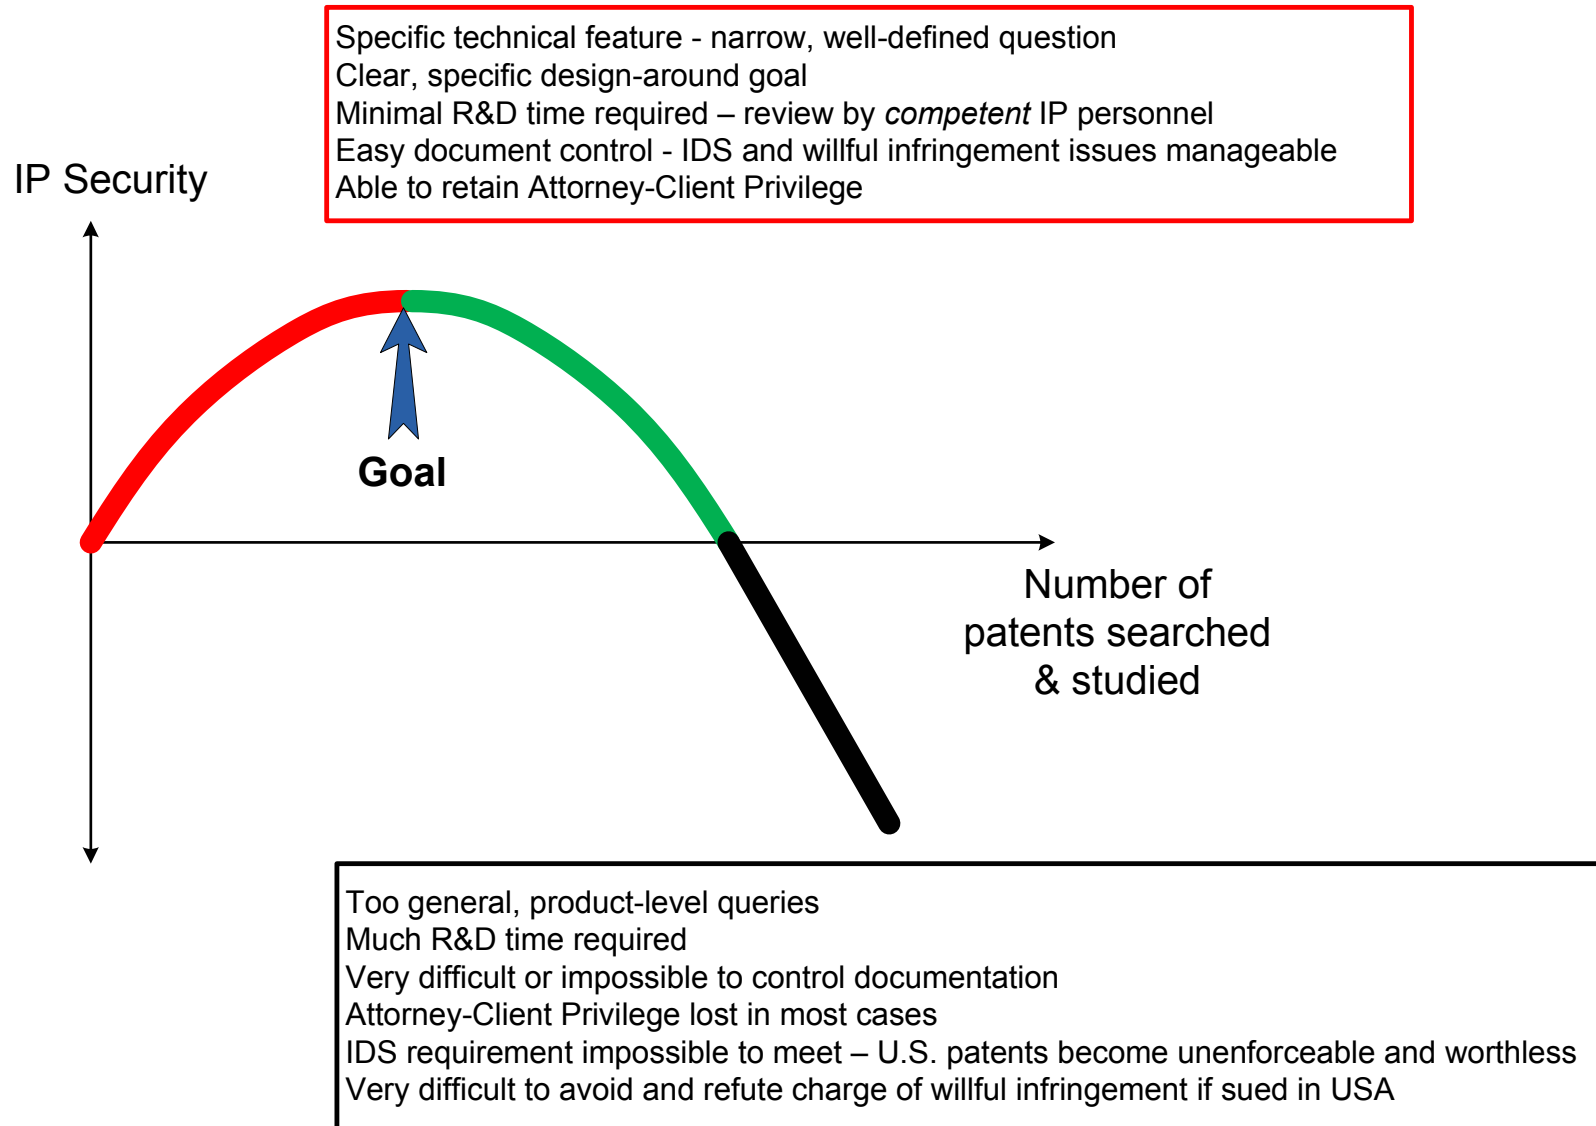 Specific technical feature - narrow, well-defined question
Clear, specific design-around goal
Minimal R&D time required – review by competent IP personnel
Easy document control - IDS and willful infringement issues manageable
Able to retain Attorney-Client Privilege
IP Security
Goal
Number of
patents searched
& studied
Too general, product-level queries
Much R&D time required
Very difficult or impossible to control documentation
Attorney-Client Privilege lost in most cases
IDS requirement impossible to meet – U.S. patents become unenforceable and worthless
Very difficult to avoid and refute charge of willful infringement if sued in USA